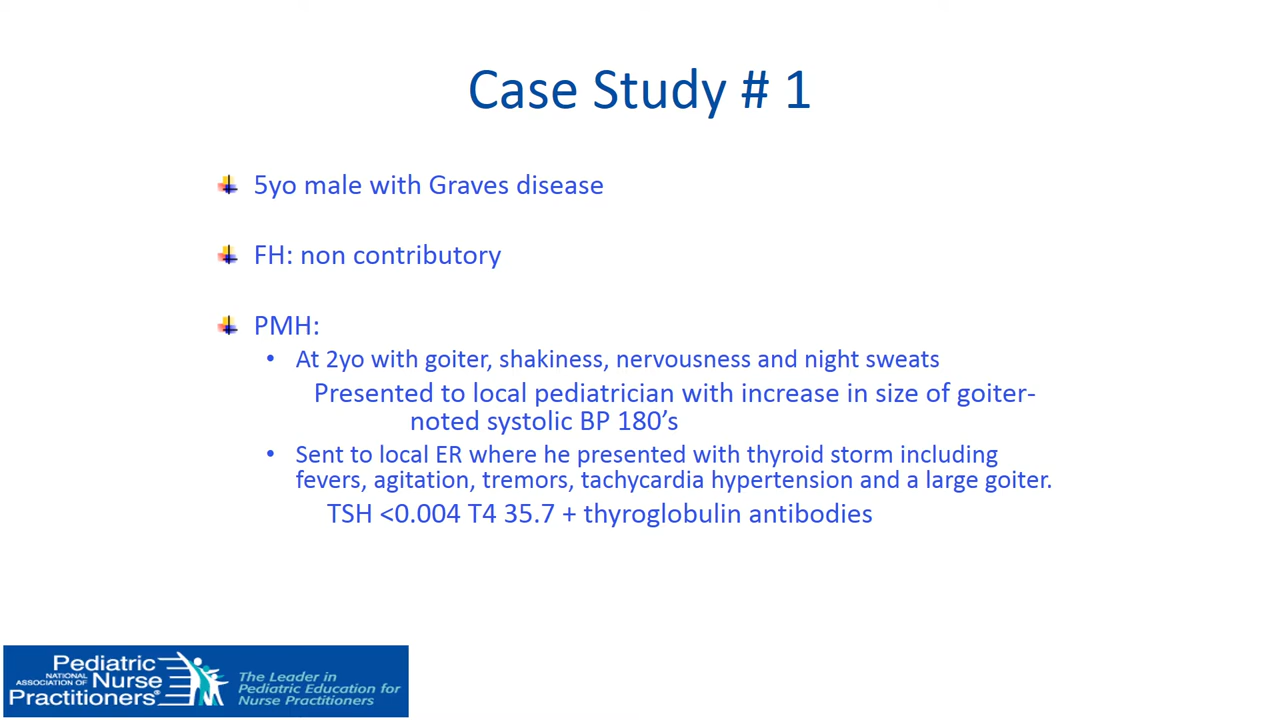 Case Study # 1
5yo male with Graves disease
FH: non contributory
PMH:
• At 2yo with goiter, shakiness, nervousness and night sweats
Presented to local pediatrician with increase in size of goiter-
noted systolic BP 180’s
• Sent to local ER where he presented with thyroid storm including
fevers, agitation, tremors, tachycardia hypertension and a large goiter.
TSH <0.004 T4 35.7 + thyroglobulin antibodies
Pediatric
NATIONAL
ASSOCIATION OF
Nurse
Practitioners®
The Leader in
Pediatric Education for
Nurse Practitioners